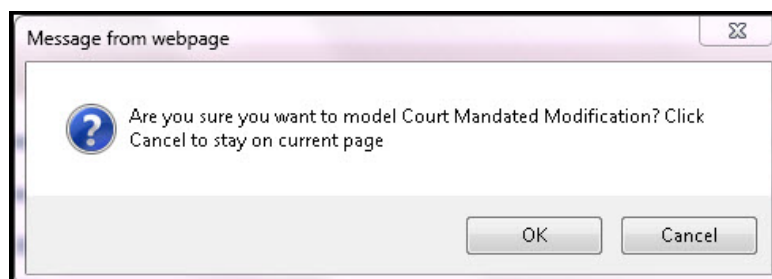 Message from webpage
Are you sure you want to model Court Mandated Modification? Click
Cancel to stay on current page
OK
Cancel